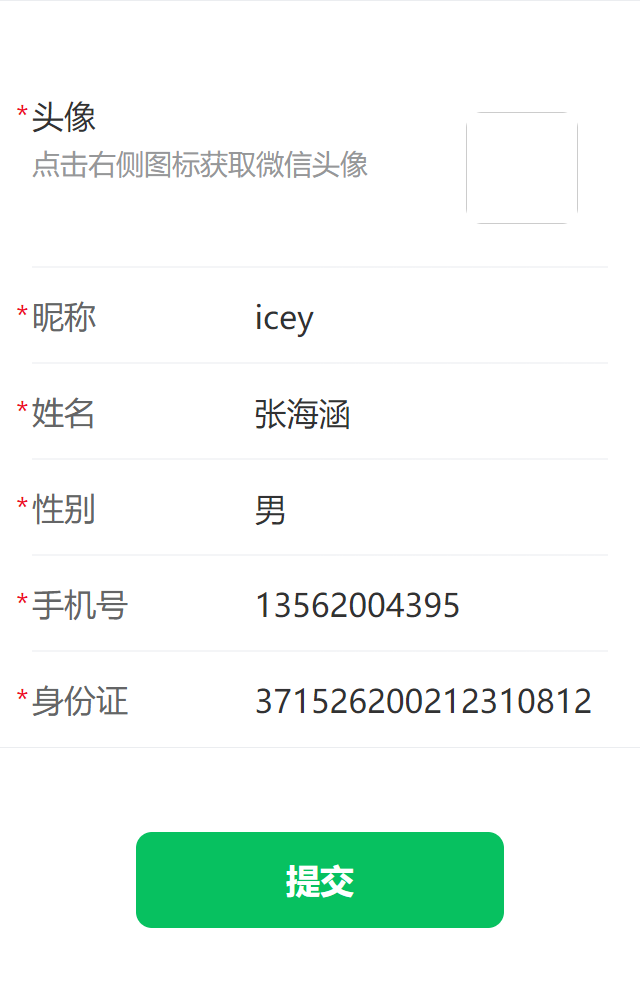 *头像
点击右侧图标获取微信头像
*昵称 icey
*姓名 张海涵
*性别 男
*手机号 13562004395
*身份证 371526200212310812
提交